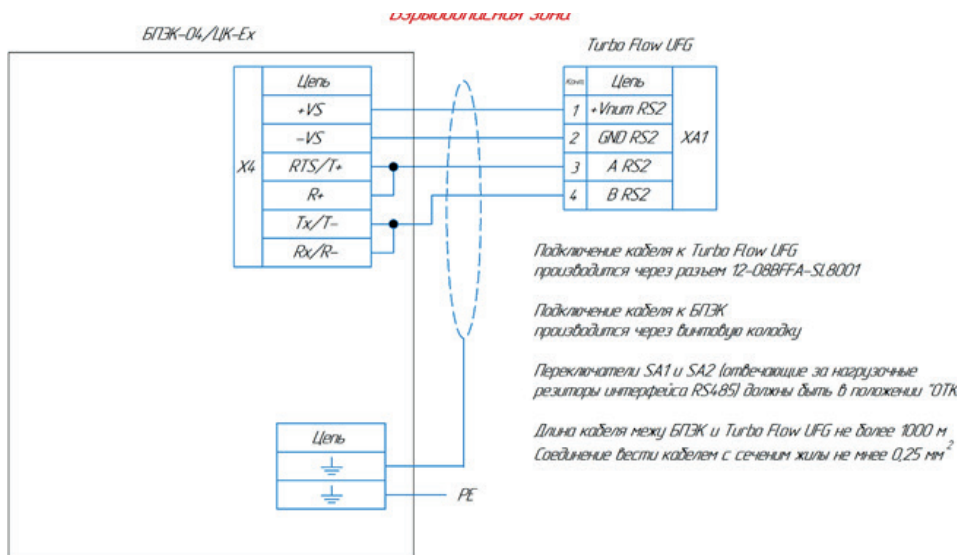 Взрывоопасная зона
БПЭК-04/ЦК-Ех
Turbo Flow UFG
X4
Цепь
+VS
-VS
RTS/T+
R+
Tx/T-
Rx/R-
Цепь
1 +Vпит RS2
2 GND RS2
3 A RS2
4 B RS2
XA1
Подключение кабеля к Turbo Flow UFG
производится через разъем 12-08BFFA-SL8001
Подключение кабеля к БПЭК
производится через винтовую колодку
Переключатели SA1 и SA2 (отвечающие за нагрузочные
резиторы интерфейса RS485) должны быть в положении "ОТК
Длина кабеля межу БПЭК и Turbo Flow UFG не более 1000 м
Соединение вести кабелем с сечением жилы не мнее 0,25 мм²
Цепь
PE